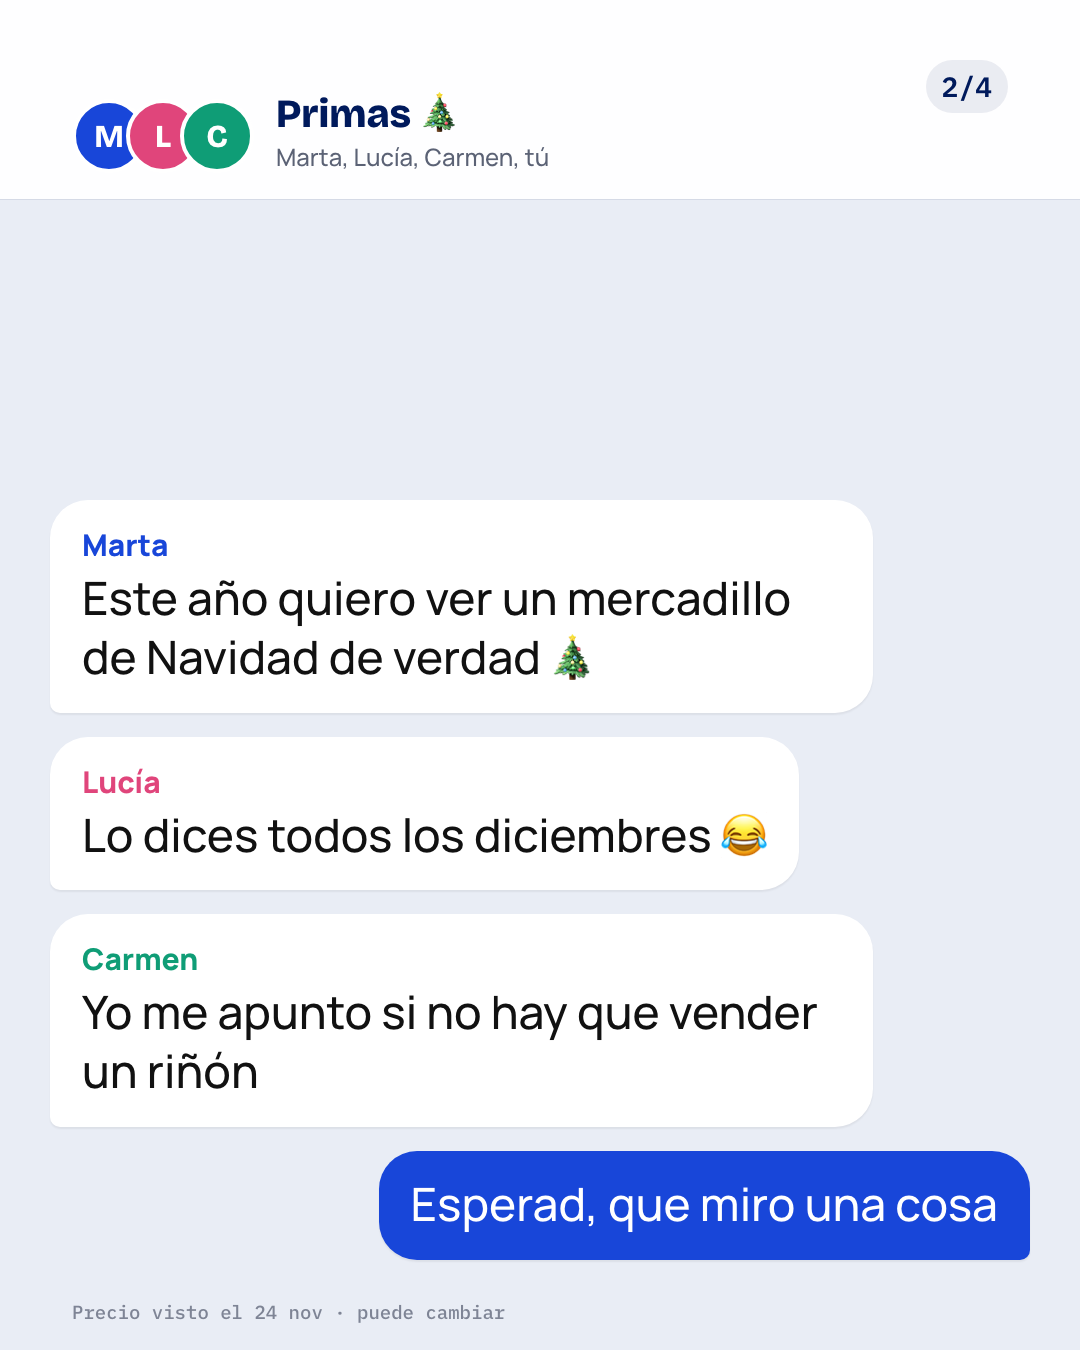 2/4
M L C
Primas 🎄
Marta, Lucía, Carmen, tú
Marta
Este año quiero ver un mercadillo
de Navidad de verdad 🎄
Lucía
Lo dices todos los diciembres 😂
Carmen
Yo me apunto si no hay que vender
un riñón
Esperad, que miro una cosa
Precio visto el 24 nov · puede cambiar